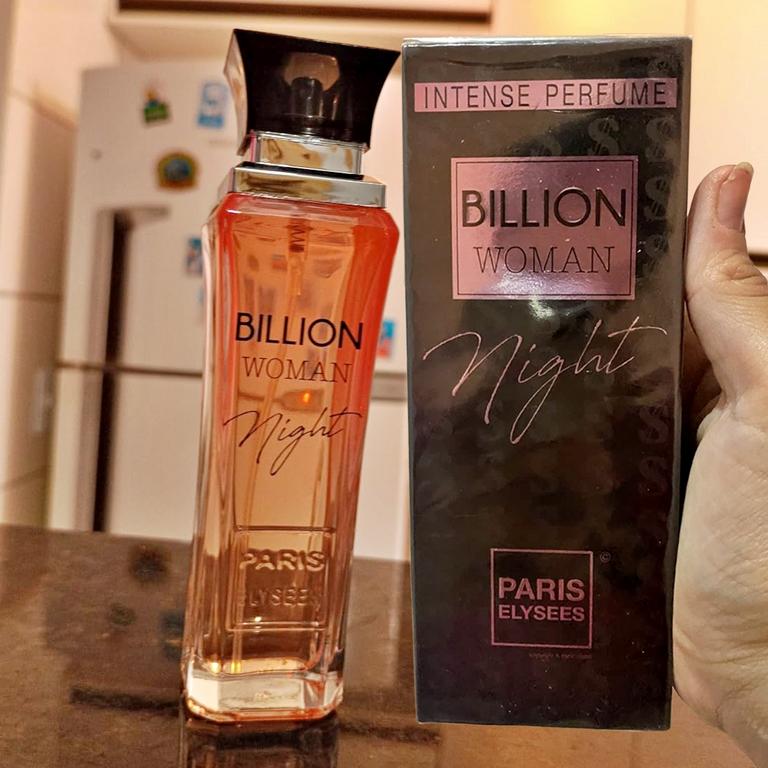 BILLION
WOMAN
Night
PARIS
ELYSEES
INTENSE PERFUME
BILLION
WOMAN
Night
©
PARIS
ELYSEES